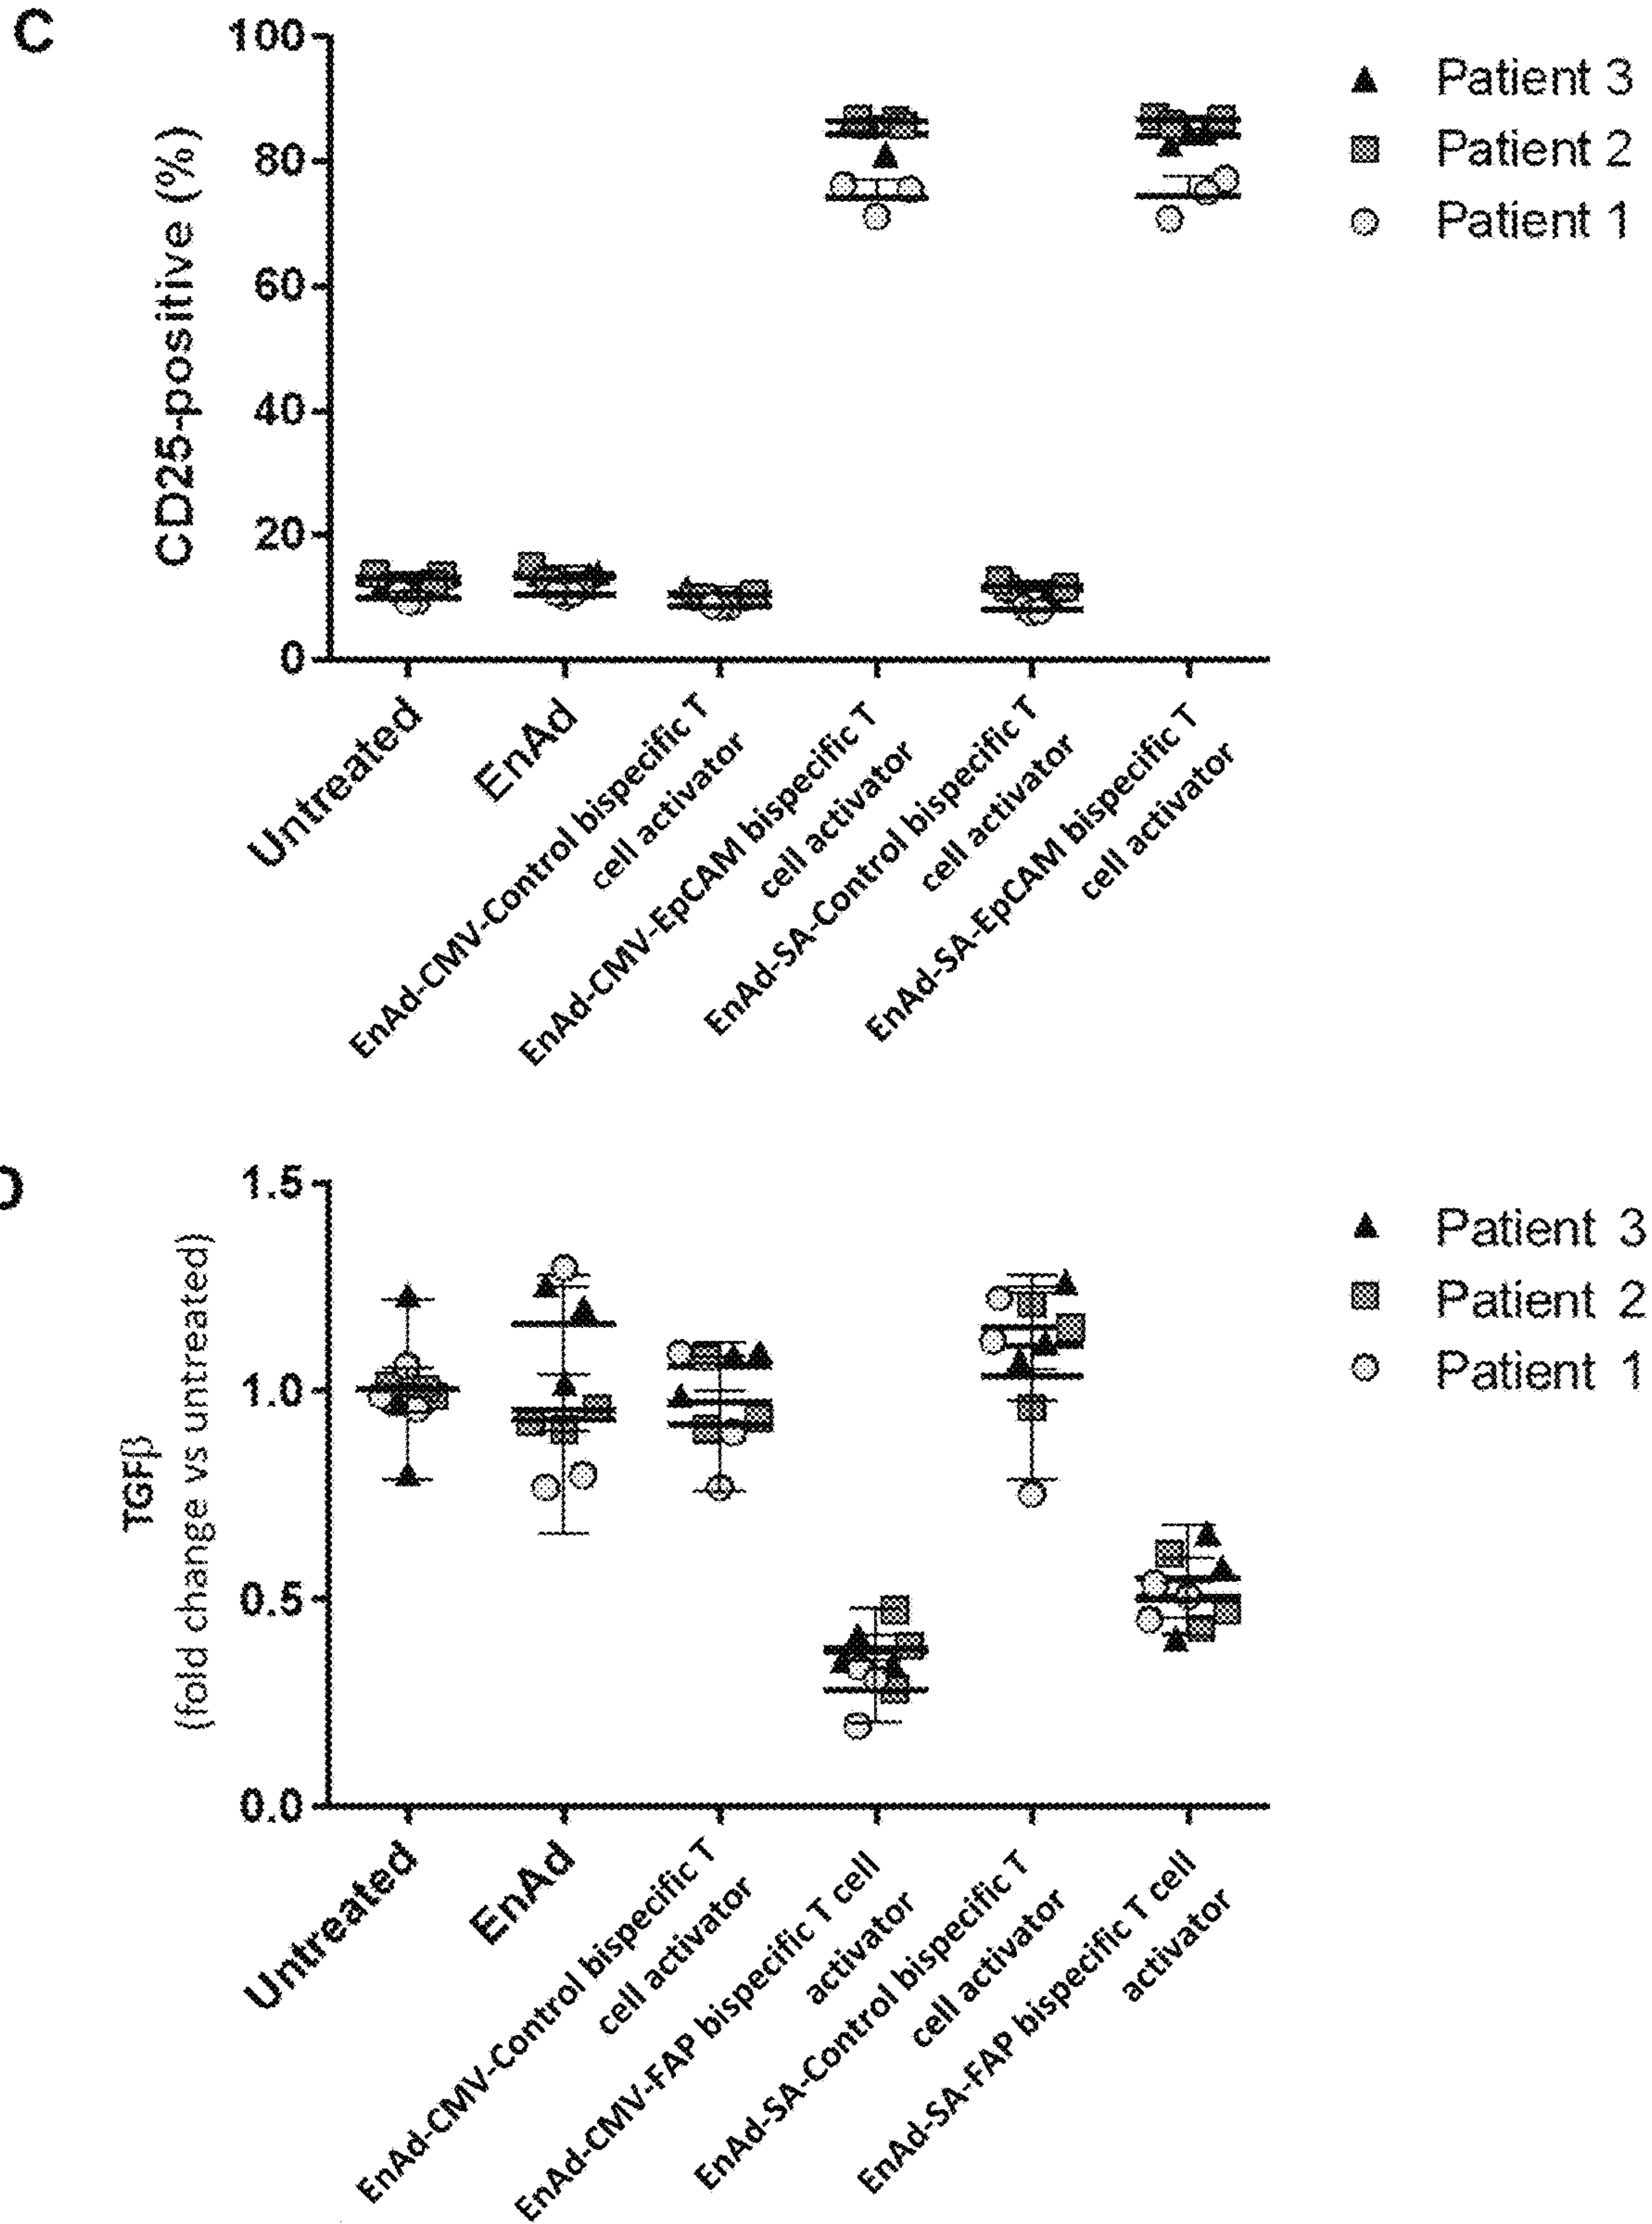 C
CD25-positive (%)
100
80
60
40
20
0
Patient 3
Patient 2
Patient 1
Untreated
EnAd
EnAd-CMV-Control bispecific T
cell activator
EnAd-CMV-EpCAM bispecific T
cell activator
EnAd-SA-Control bispecific T
cell activator
EnAd-SA-EpCAM bispecific T
cell activator
D
TGFβ
(fold change vs untreated)
1.5
1.0
0.5
0.0
Patient 3
Patient 2
Patient 1
Untreated
EnAd
EnAd-CMV-Control bispecific T
cell activator
EnAd-CMV-FAP bispecific T cell
activator
EnAd-SA-Control bispecific T
cell activator
EnAd-SA-FAP bispecific T cell
activator